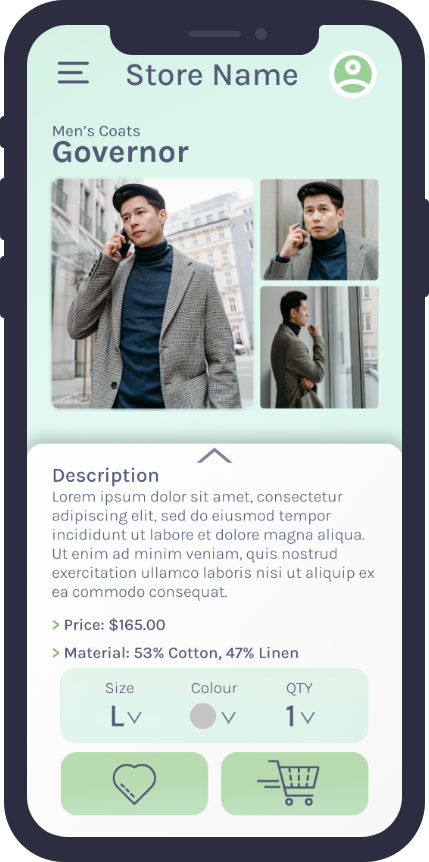 Store Name
Men's Coats
Governor
Description
Lorem ipsum dolor sit amet, consectetur
adipiscing elit, sed do eiusmod tempor
incididunt ut labore et dolore magna aliqua.
Ut enim ad minim veniam, quis nostrud
exercitation ullamco laboris nisi ut aliquip ex
ea commodo consequat.
> Price: $165.00
> Material: 53% Cotton, 47% Linen
Size Colour QTY
L 1